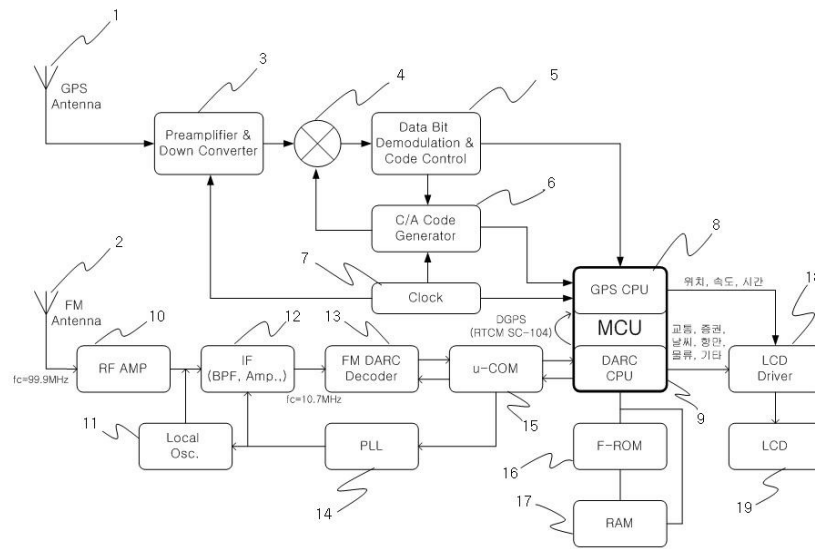 1
GPS
Antenna
3
Preamplifier &
Down Converter
4
5
Data Bit
Demodulation &
Code Control
6
C/A Code
Generator
7
Clock
8
GPS CPU
MCU
DARC
CPU
9
DGPS
(RTCM SC-104)
위치, 속도, 시간
교통, 증권,
날씨, 항만,
물류, 기타
18
LCD
Driver
LCD
19
2
FM
Antenna
fc=99.9MHz
10
RF AMP
12
IF
(BPF, Amp.,)
fc=10.7MHz
13
FM DARC
Decoder
u-COM
15
11
Local
Osc.
PLL
14
16
F-ROM
17
RAM